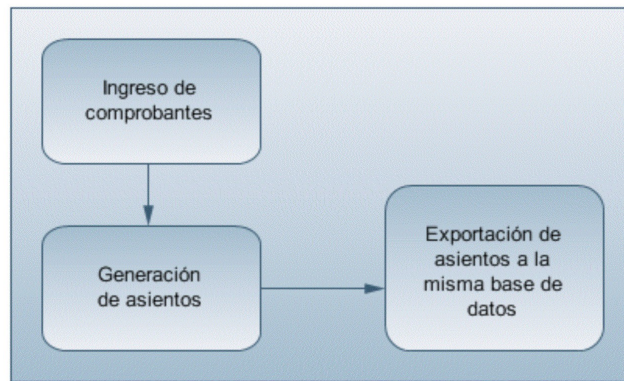 Ingreso de
comprobantes
Generación
de asientos
Exportación de
asientos a la
misma base de
datos